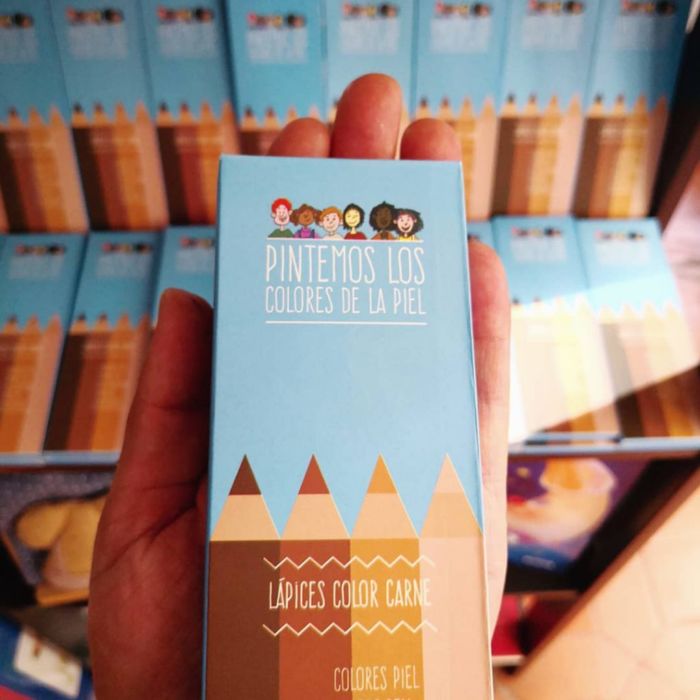 PINTEMOS LOS
COLORES DE LA PIEL
LÁPICES COLOR CARNE
COLORES PIEL